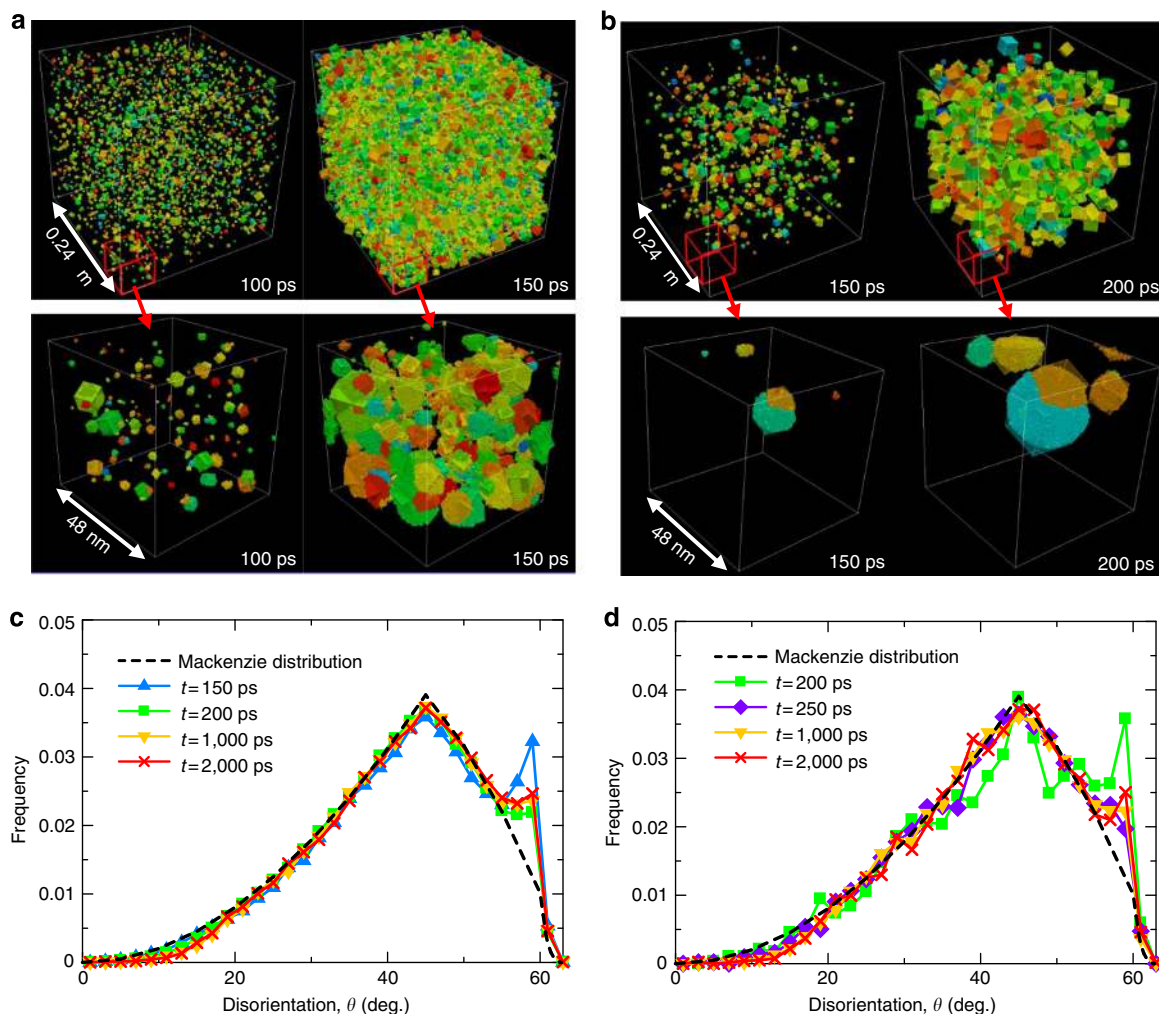 a
0.24 m
100 ps
150 ps
48 nm
100 ps
150 ps
b
0.24 m
150 ps
200 ps
48 nm
150 ps
200 ps
c
0.05
0.04
0.03
0.02
0.01
0
Frequency
Mackenzie distribution
t=150 ps
t=200 ps
t=1,000 ps
t=2,000 ps
0
20
40
60
Disorientation, θ (deg.)
d
0.05
0.04
0.03
0.02
0.01
0
Frequency
Mackenzie distribution
t=200 ps
t=250 ps
t=1,000 ps
t=2,000 ps
0
20
40
60
Disorientation, θ (deg.)